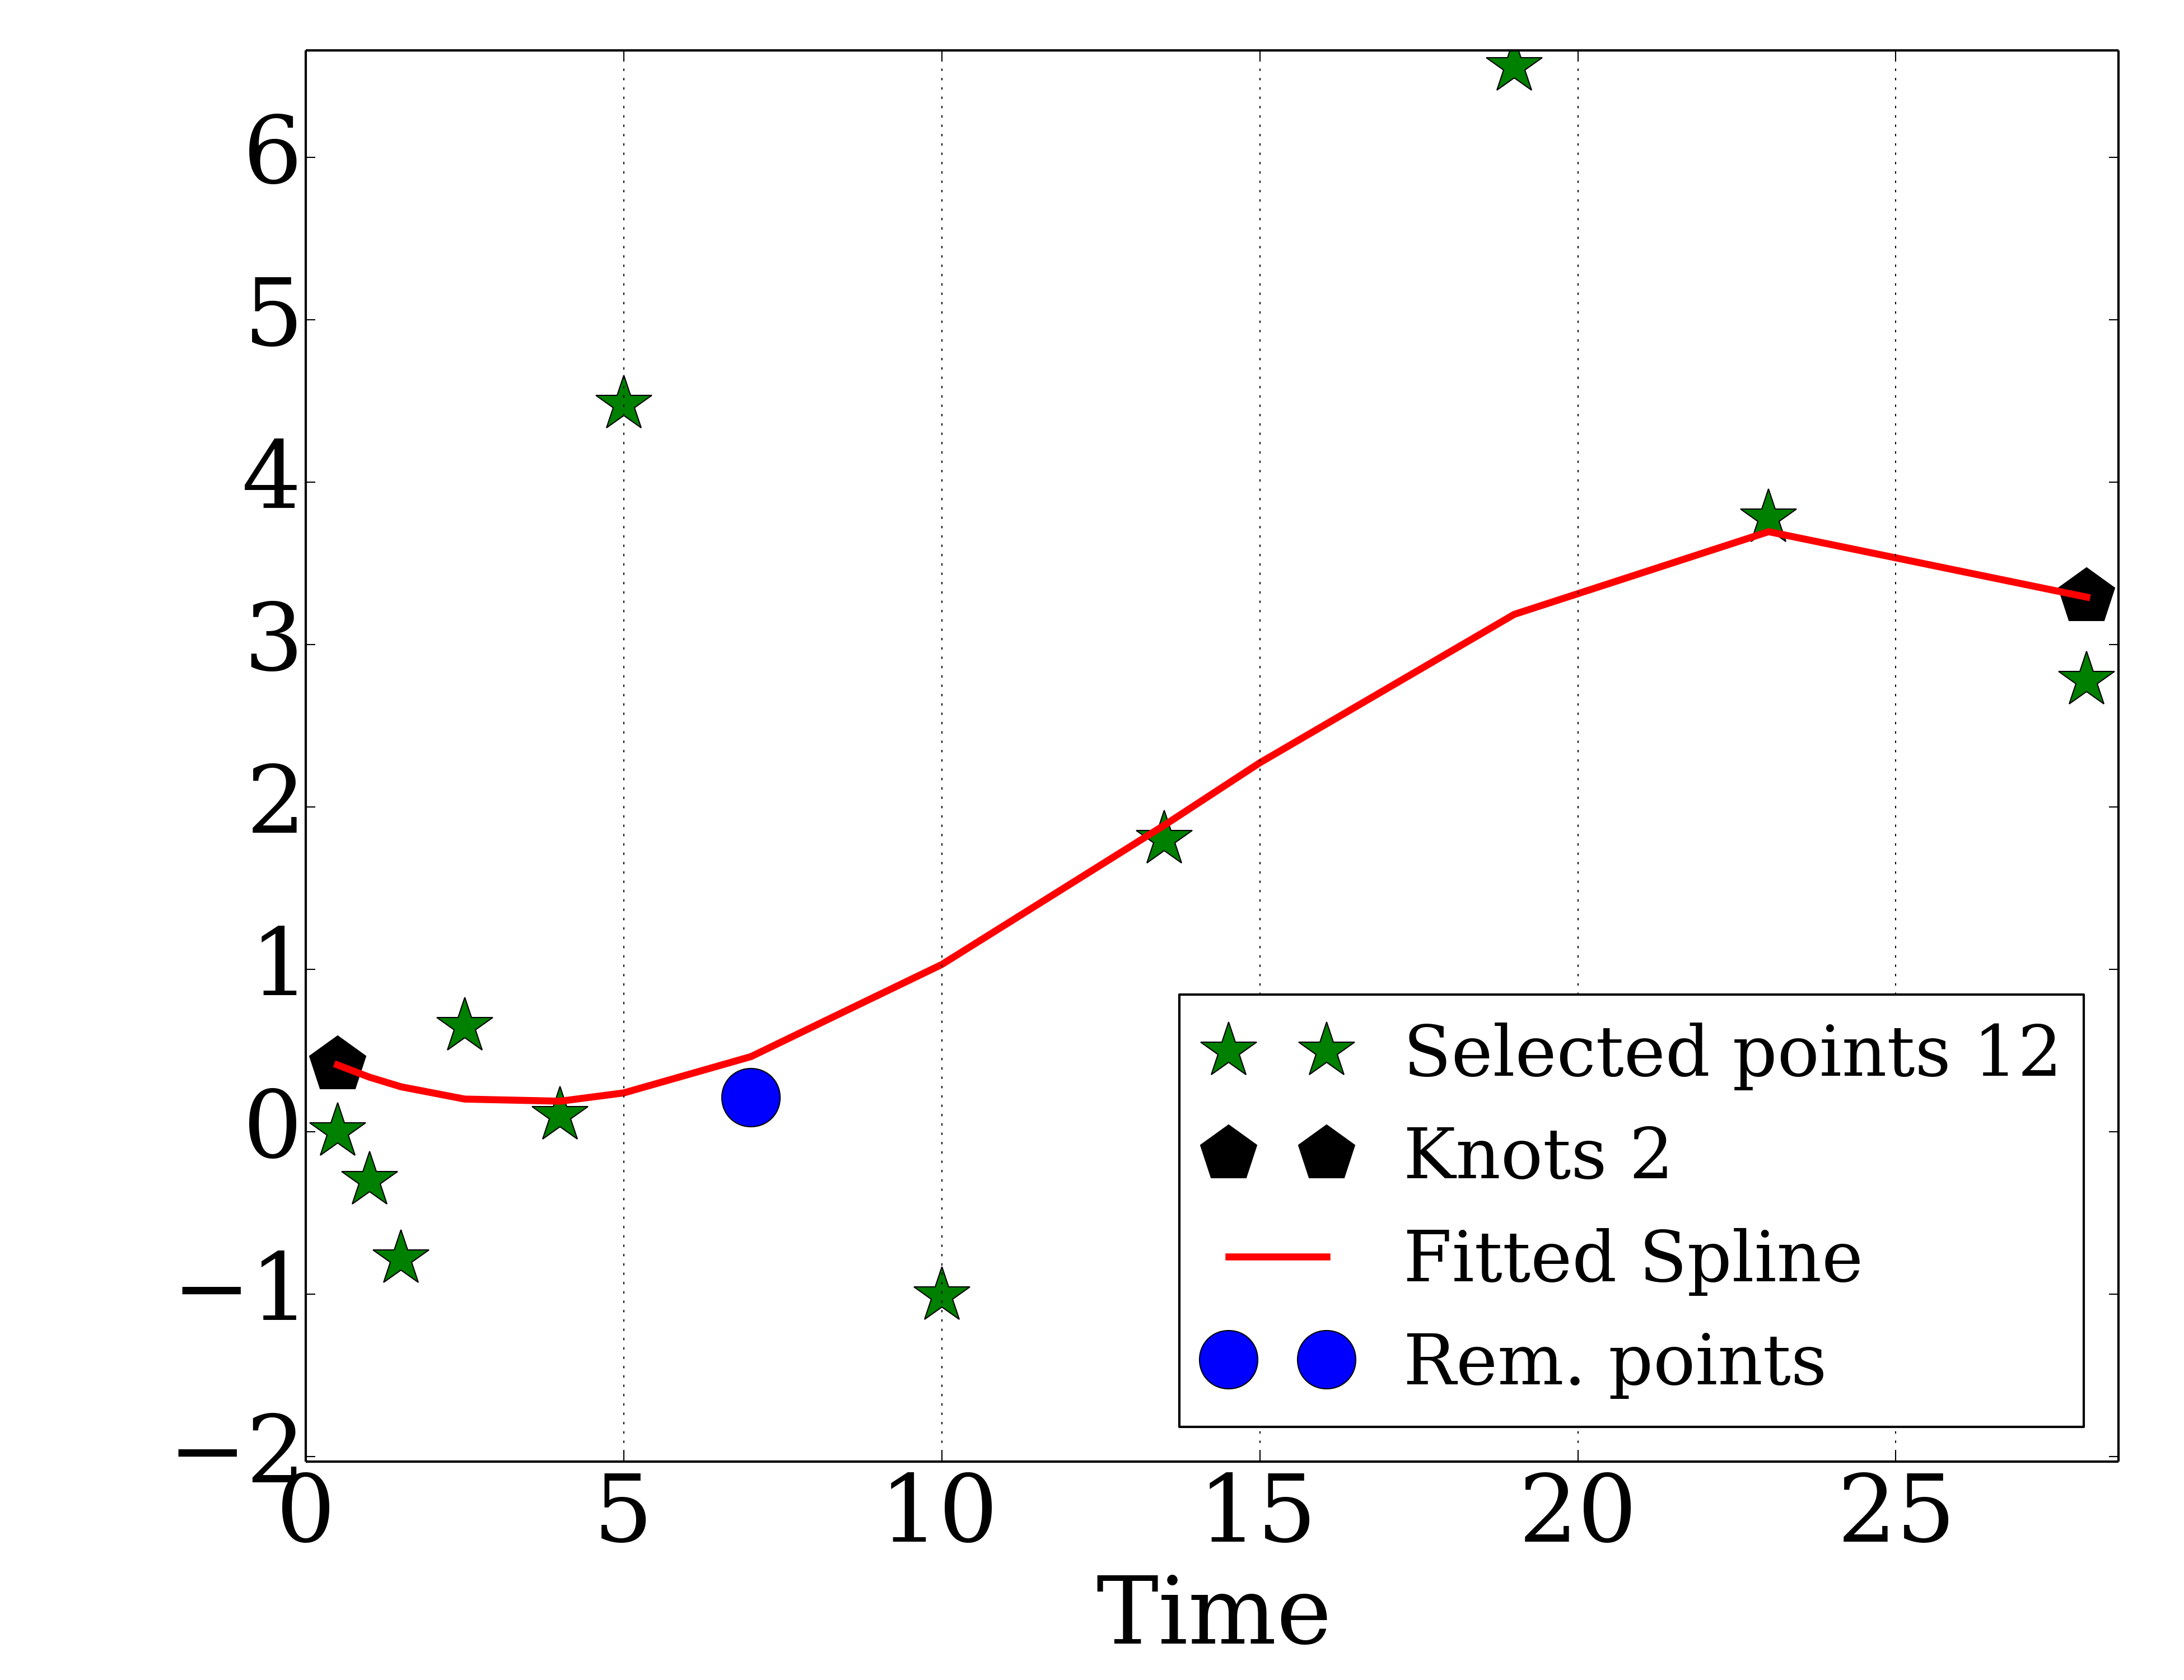 6
5
4
3
2
1
0
−1
−2
0 5 10 15 20 25
Time
Selected points 12
Knots 2
Fitted Spline
Rem. points